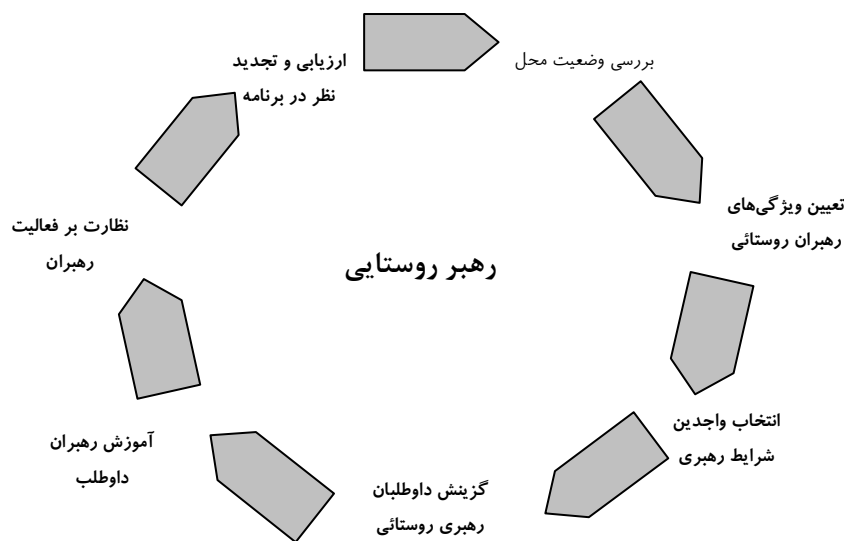 بررسی وضعیت محل
تعیین ویژگی‌های
رهبران روستائی
انتخاب واجدین
شرایط رهبری
گزینش داوطلبان
رهبری روستائی
آموزش رهبران
داوطلب
نظارت بر فعالیت
رهبران
ارزیابی و تجدید
نظر در برنامه
رهبر روستایی